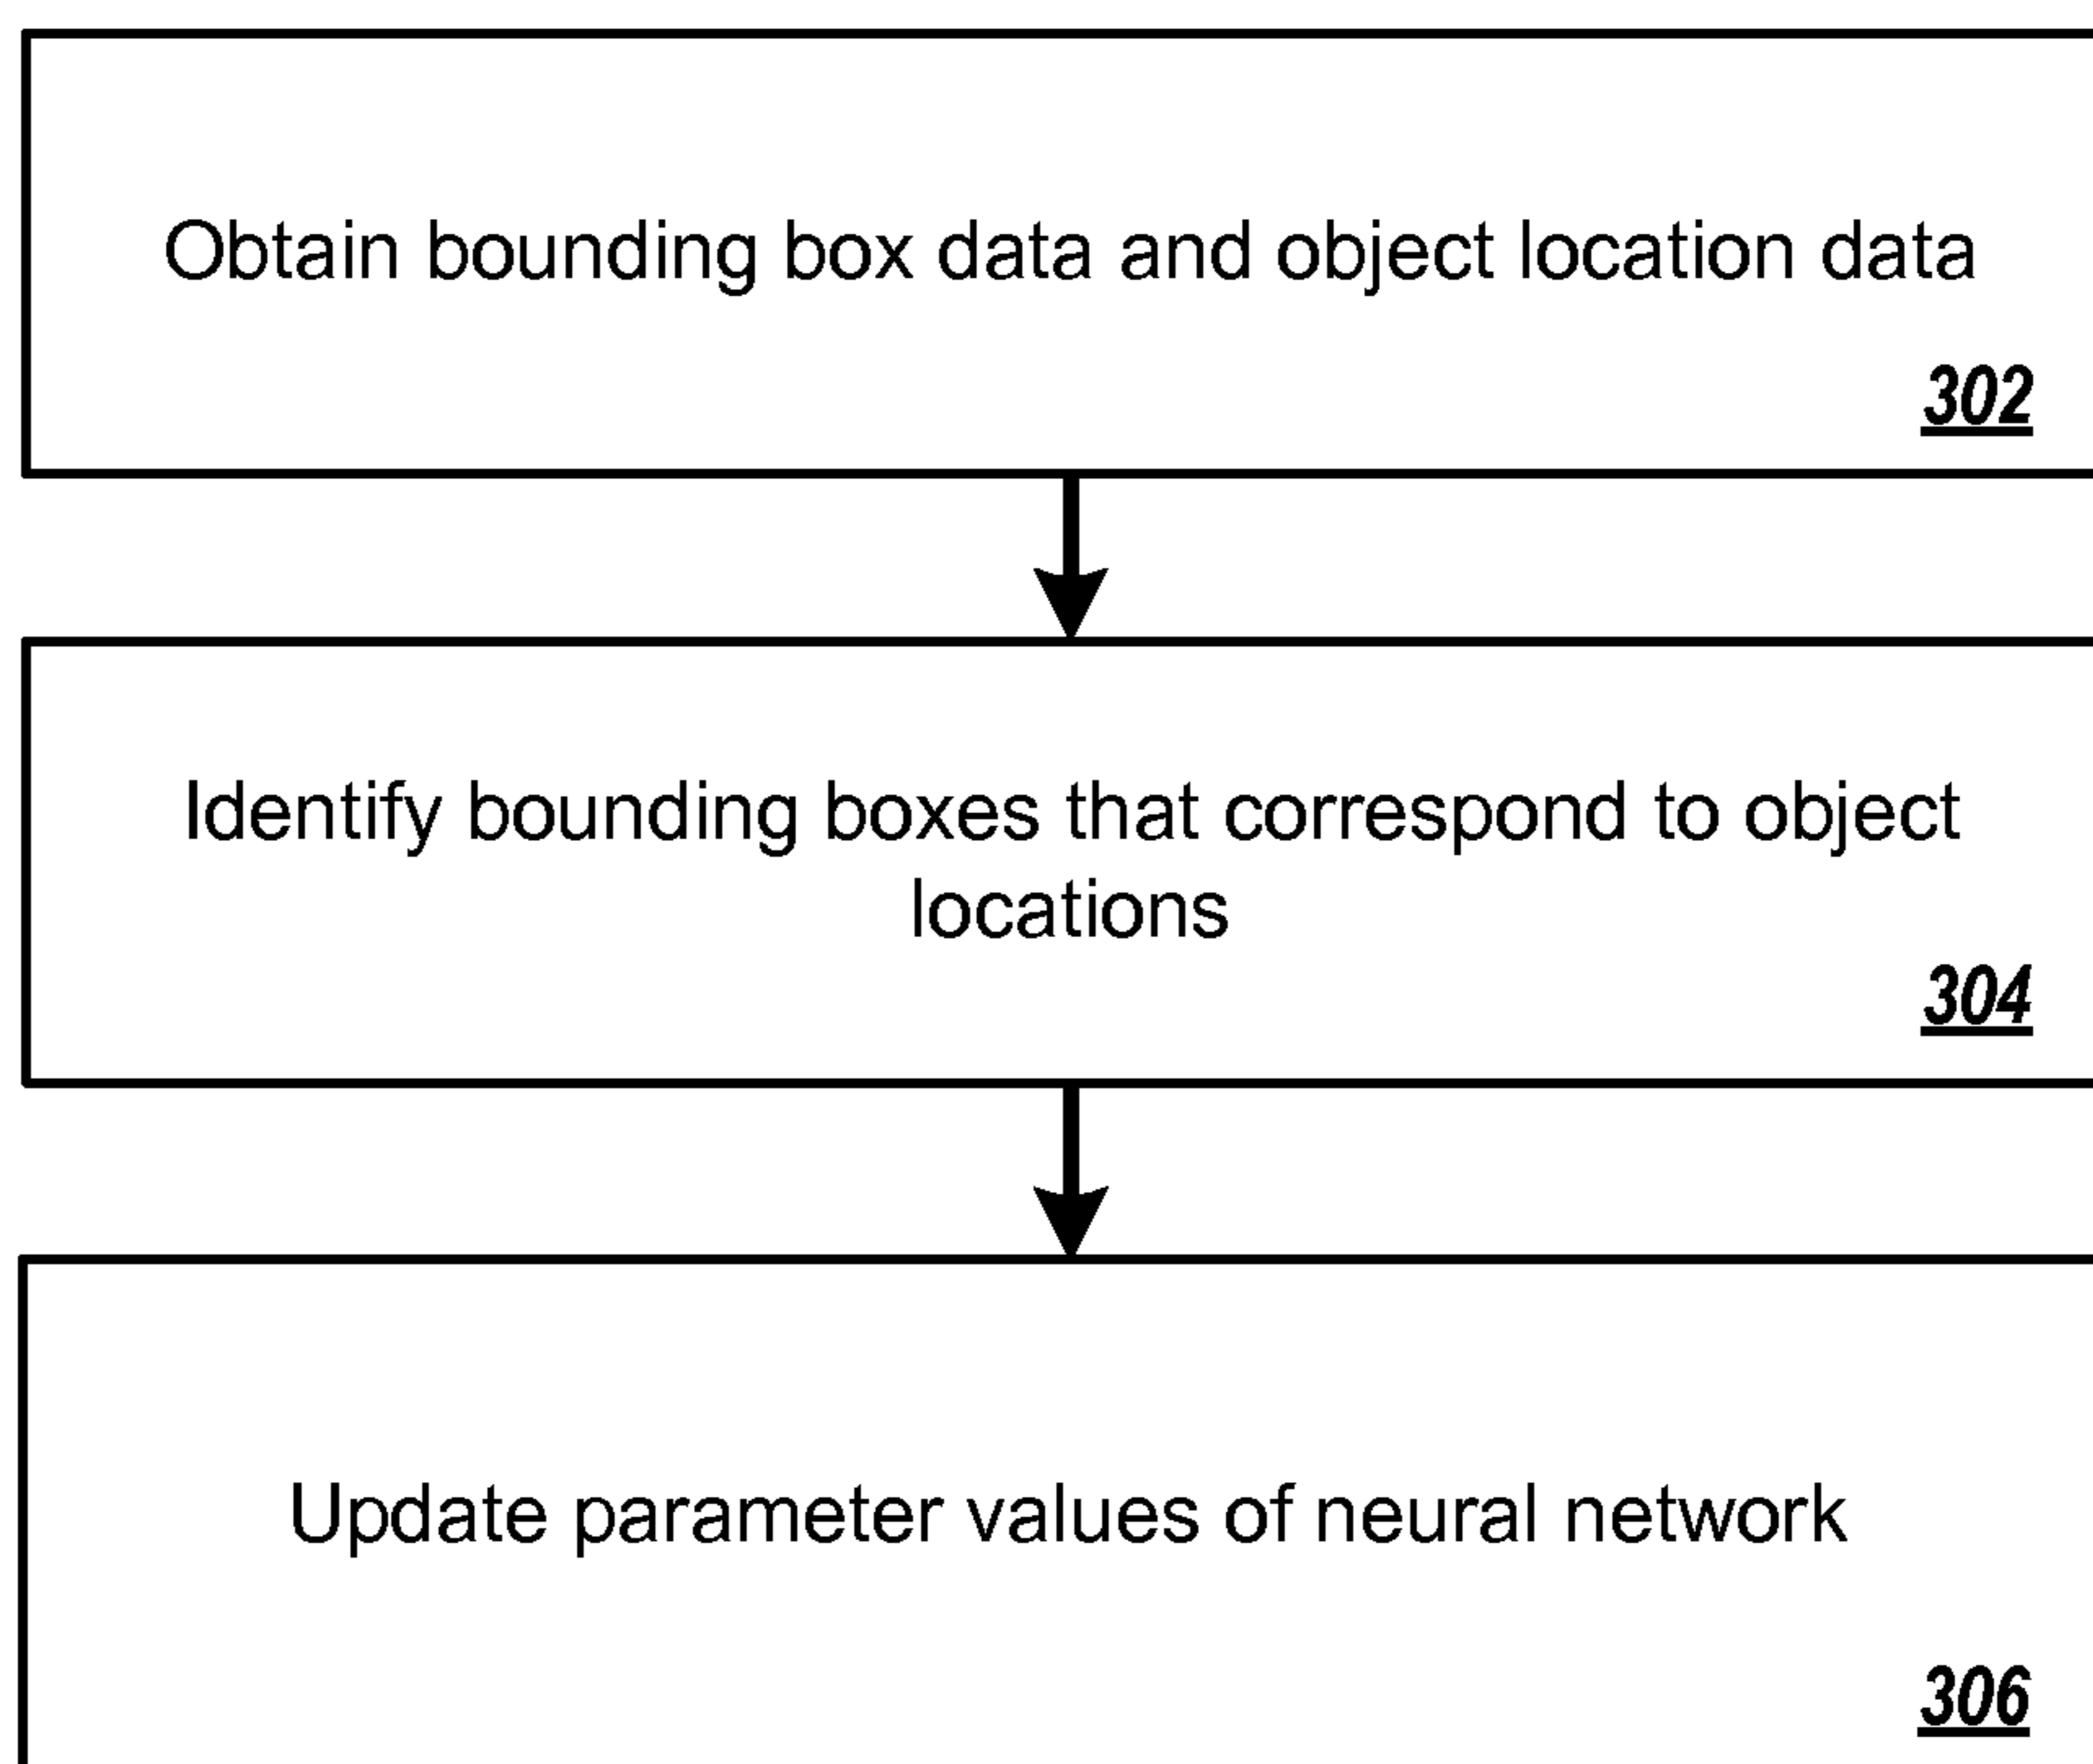 Obtain bounding box data and object location data
302
Identify bounding boxes that correspond to object
locations
304
Update parameter values of neural network
306